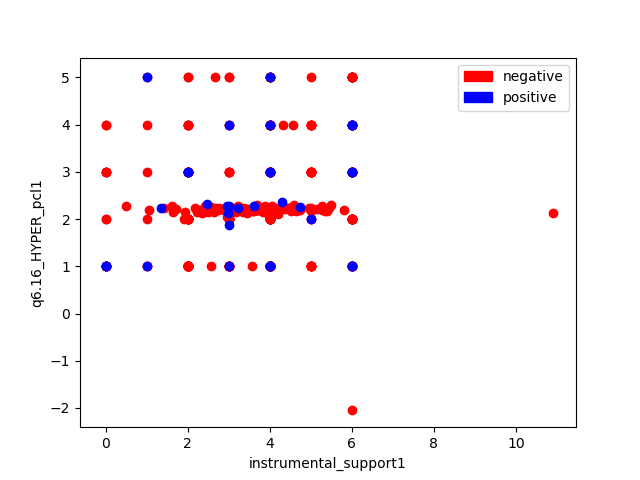 negative
positive
5
4
3
2
1
0
−1
−2
0 2 4 6 8 10
instrumental_support1
q6.16_HYPER_pcl1